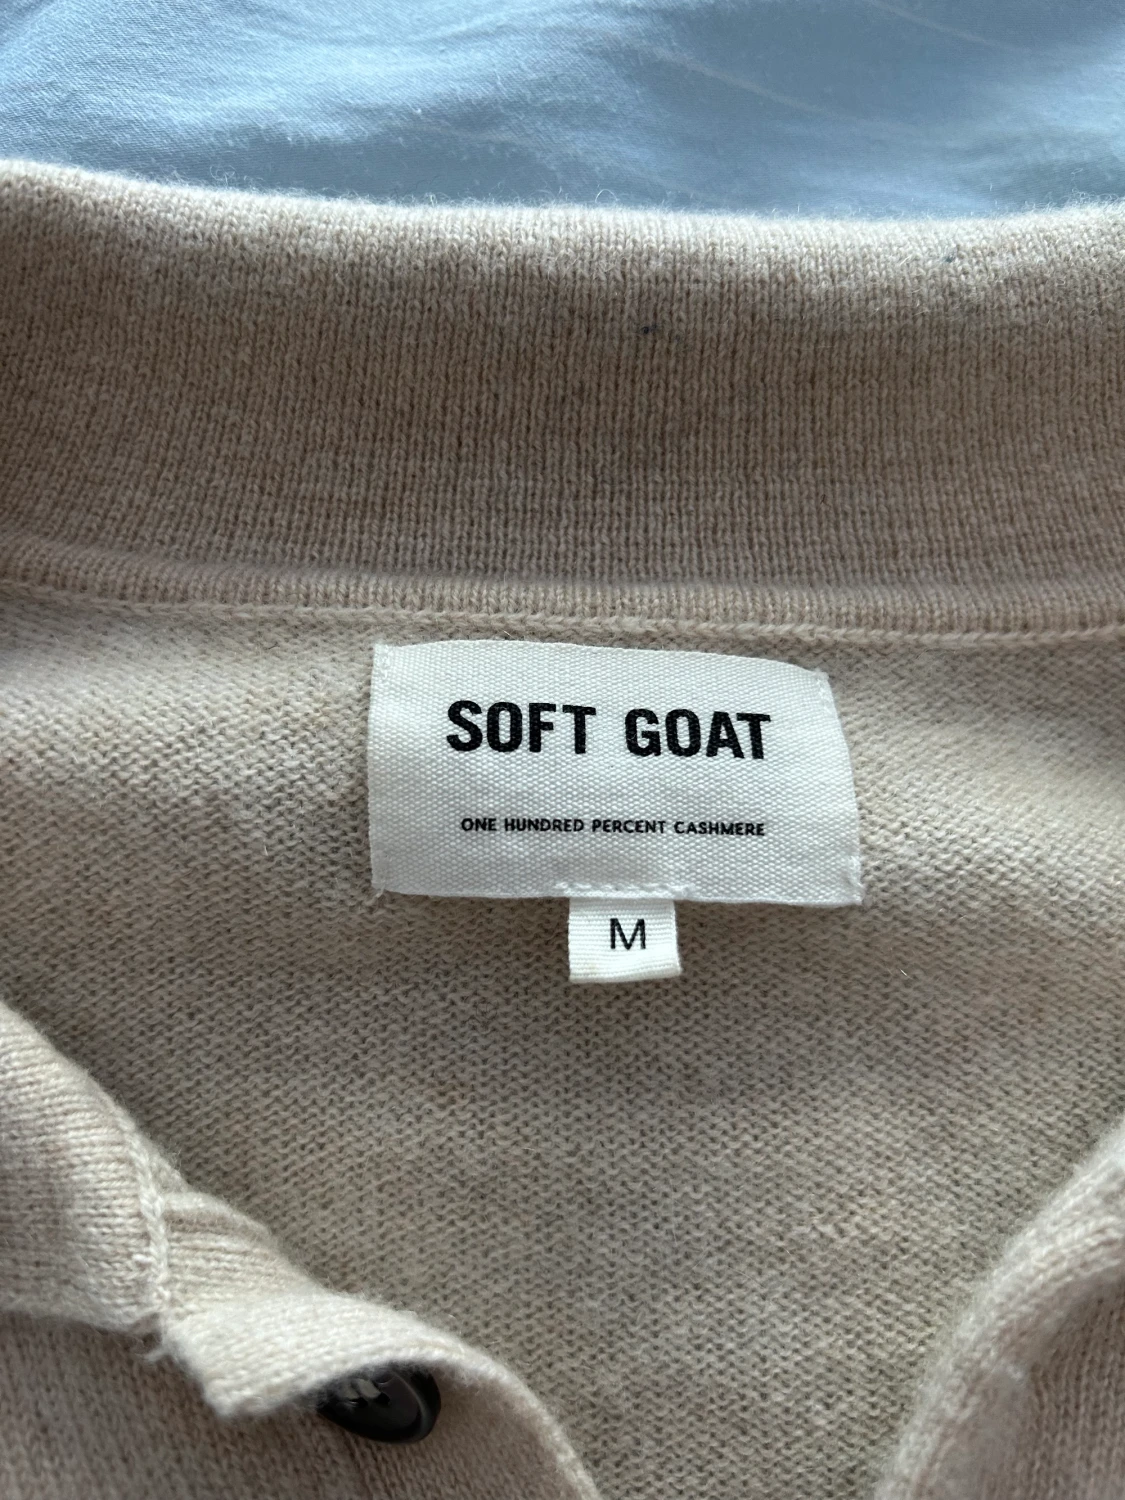 SOFT GOAT
ONE HUNDRED PERCENT CASHMERE
M